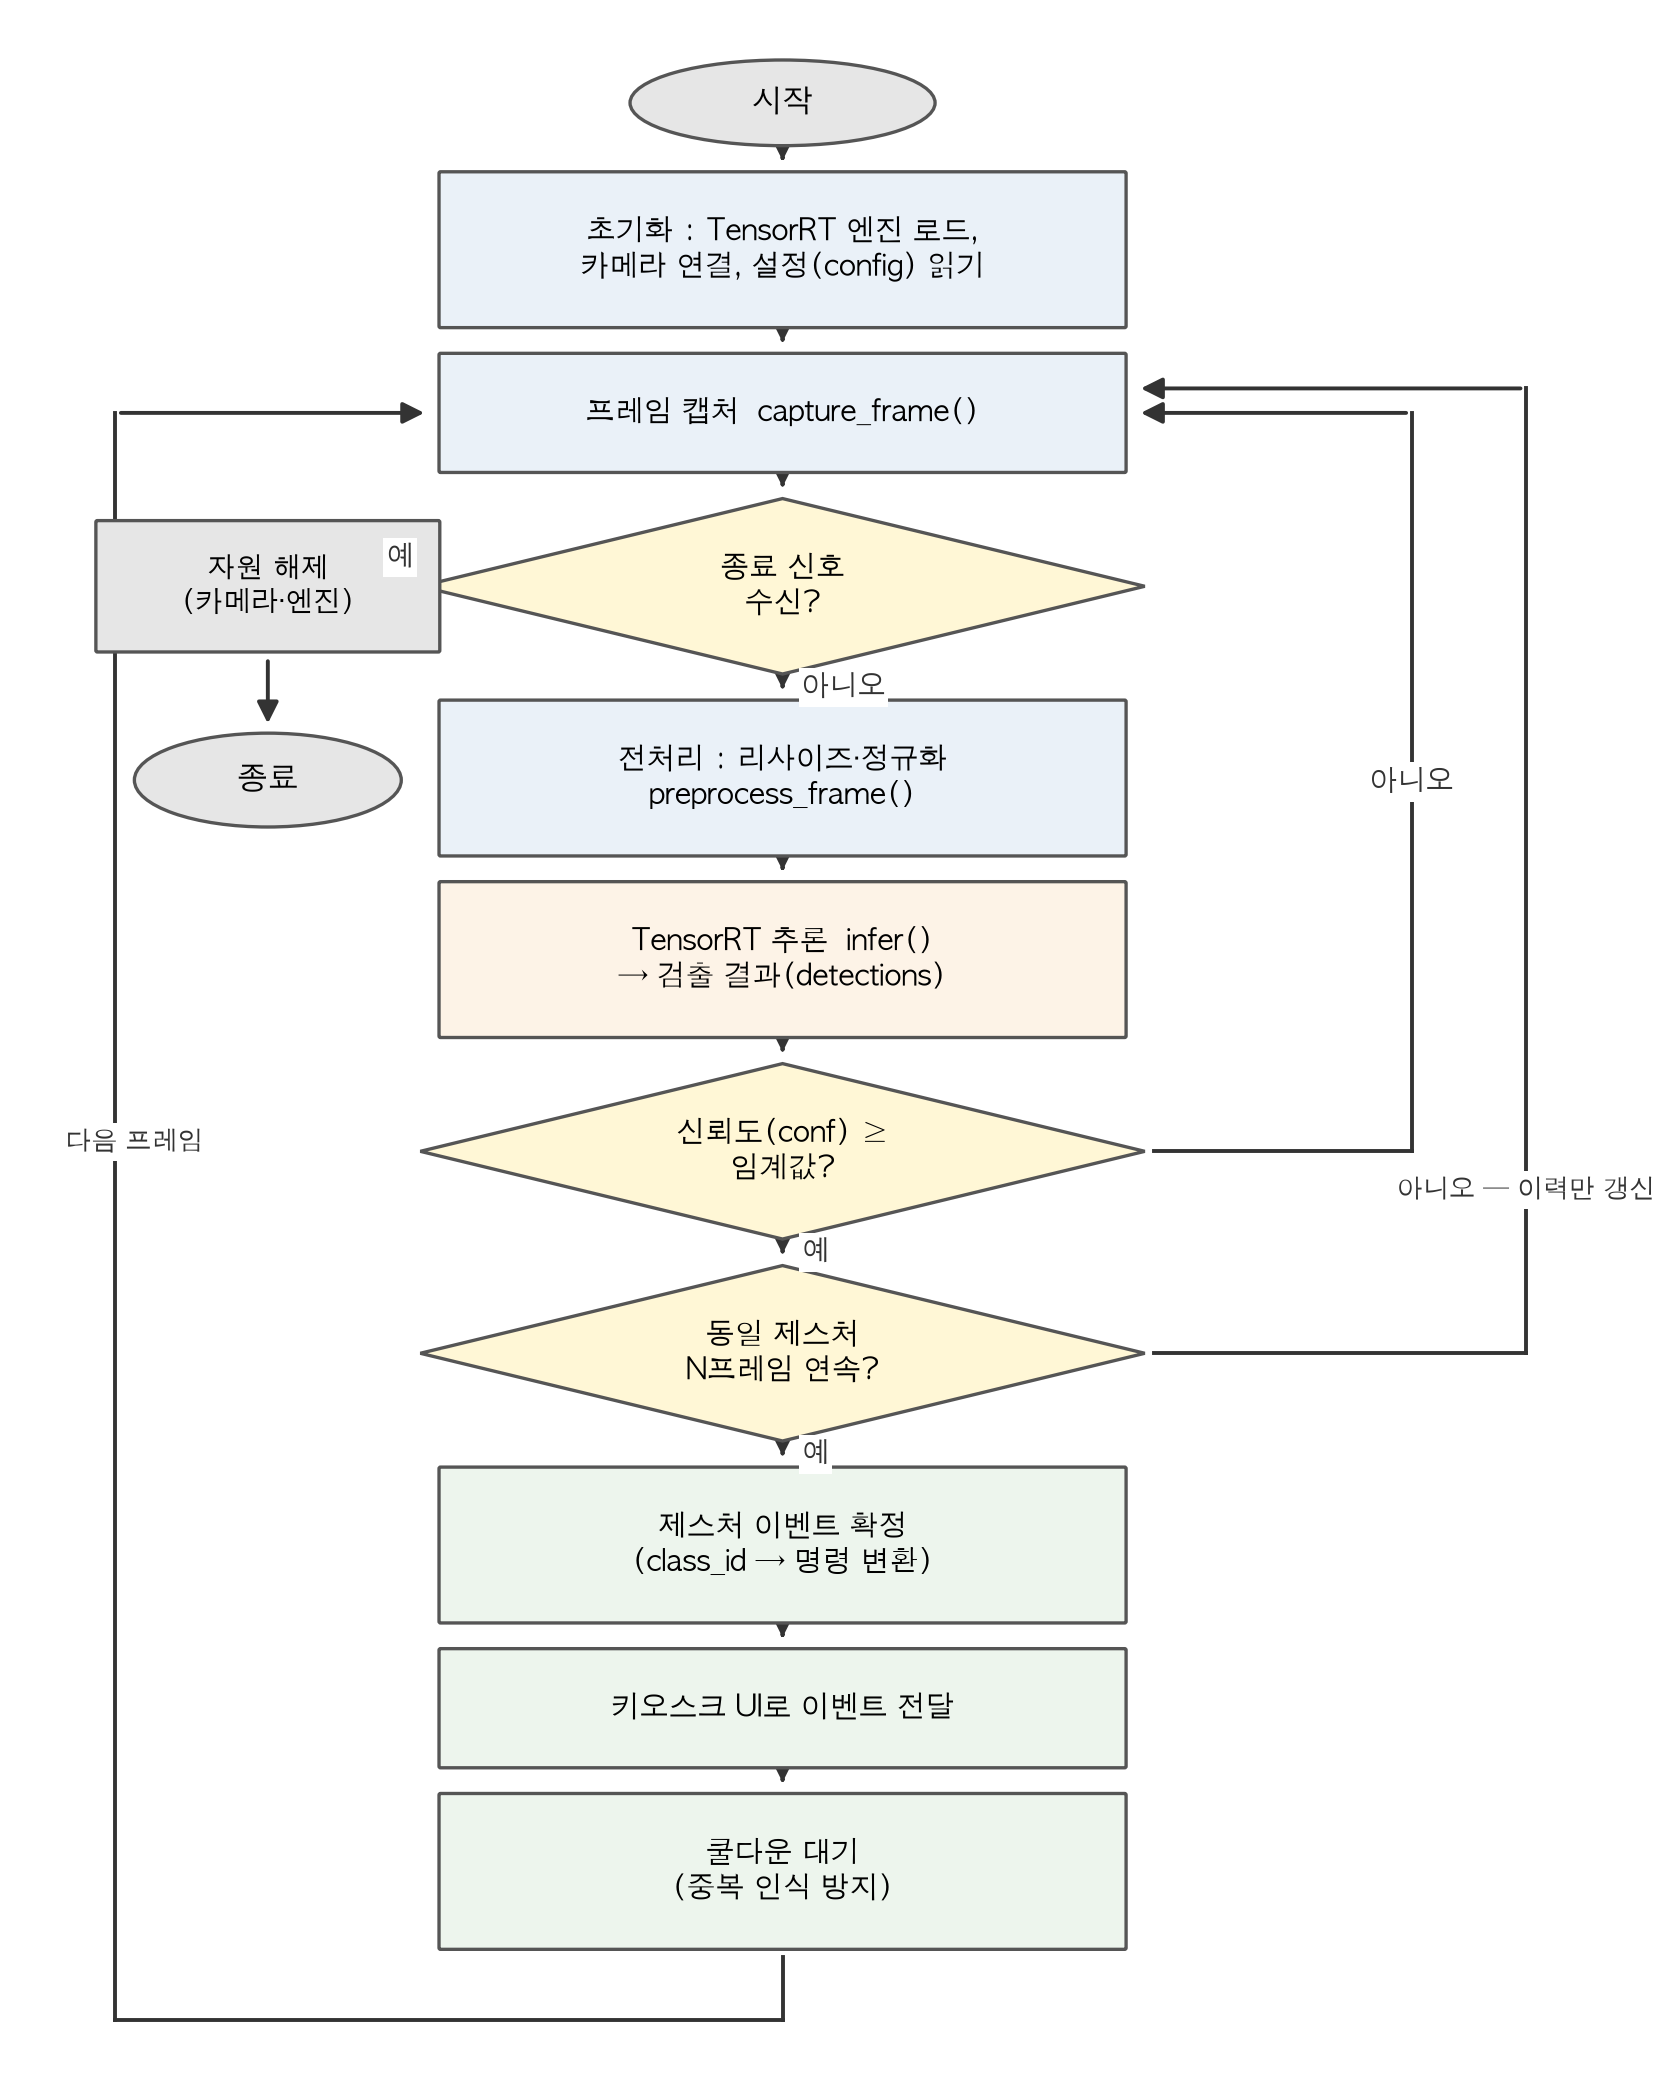 시작
초기화 : TensorRT 엔진 로드,
카메라 연결, 설정(config) 읽기
프레임 캡처 capture_frame()
자원 해제
(카메라·엔진)
예
종료 신호
수신?
아니오
종료
전처리 : 리사이즈·정규화
preprocess_frame()
아니오
TensorRT 추론 infer()
→ 검출 결과(detections)
다음 프레임
신뢰도(conf) ≥
임계값?
아니오 — 이력만 갱신
예
동일 제스처
N프레임 연속?
예
제스처 이벤트 확정
(class_id → 명령 변환)
키오스크 UI로 이벤트 전달
쿨다운 대기
(중복 인식 방지)